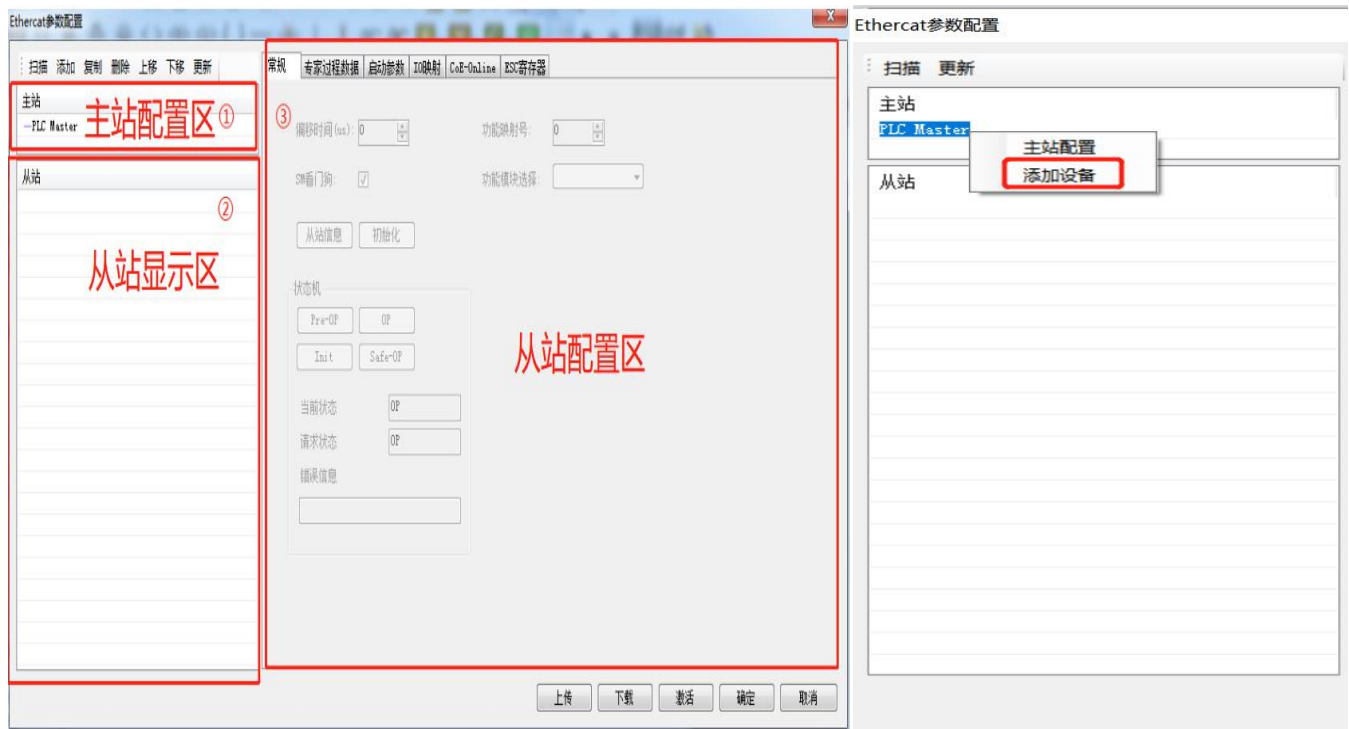 Ethercat参数配置
扫描 添加 复制 删除 上移 下移 更新
主站
PLC Master
主站配置区①
从站
②
从站显示区
常规 专家过程数据 启动参数 IO映射 CoE-Online ESC寄存器
③
偏移时间(us): 0 功能映射号: 0
SM看门狗: 功能模块选择:
从站信息 初始化
状态机
Pre-OP OP
Init Safe-OP
从站配置区
当前状态 OP
请求状态 OP
错误信息
上传 下载 激活 确定 取消
Ethercat参数配置
扫描 更新
主站
PLC Master
主站配置
添加设备
从站